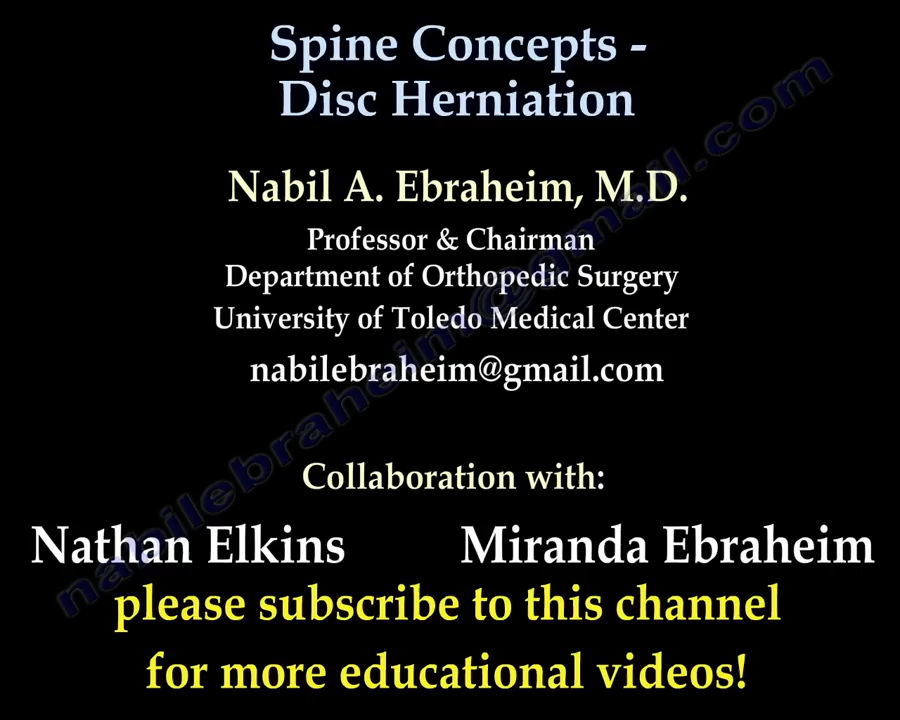 Spine Concepts -
Disc Herniation
Nabil A. Ebraheim, M.D.
Professor & Chairman
Department of Orthopedic Surgery
University of Toledo Medical Center
nabilebraheim@gmail.com
Collaboration with:
Nathan Elkins Miranda Ebraheim
please subscribe to this channel
for more educational videos!
nabilebraheim@gmail.com